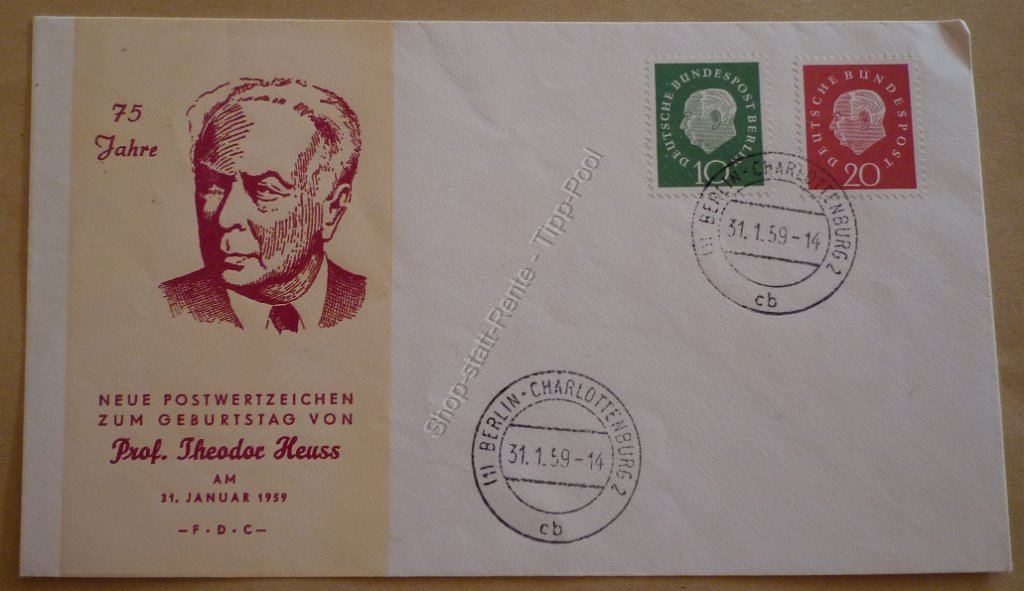 75
Jahre
NEUE POSTWERTZEICHEN
ZUM GEBURTSTAG VON
Prof. Theodor Heuss
AM
31. JANUAR 1959
–F·D·C–
DEUTSCHE BUNDESPOST BERLIN
10
DEUTSCHE BUNDESPOST
20
(1) BERLIN-CHARLOTTENBURG 2
31.1.59-14
cb
(1) BERLIN-CHARLOTTENBURG 2
31.1.59-14
cb
Shop-statt-Rente - Tipp-Pool